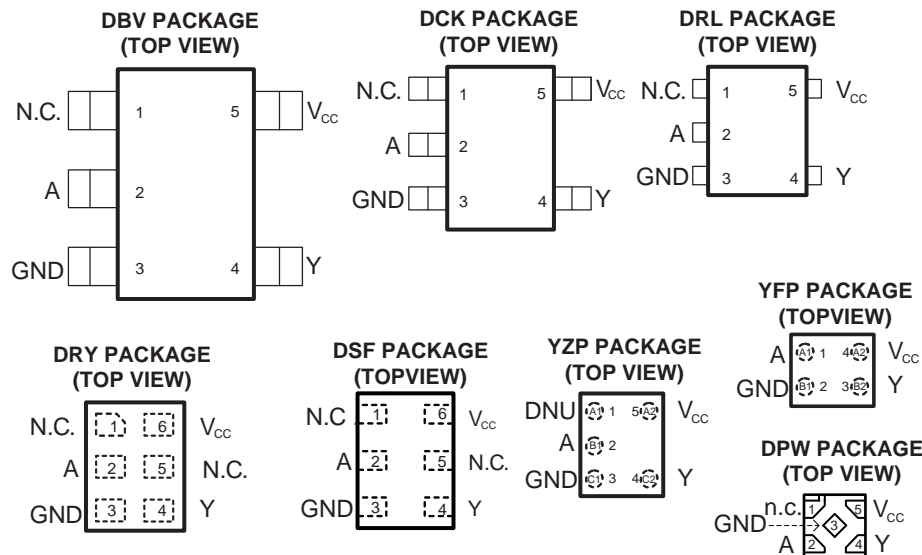 DBV PACKAGE
(TOP VIEW)
N.C. 1 5 VCC
A 2
GND 3 4 Y
DCK PACKAGE
(TOP VIEW)
N.C. 1 5 VCC
A 2
GND 3 4 Y
DRL PACKAGE
(TOP VIEW)
N.C. 1 5 VCC
A 2
GND 3 4 Y
DRY PACKAGE
(TOP VIEW)
N.C. 1 6 VCC
A 2 5 N.C.
GND 3 4 Y
DSF PACKAGE
(TOPVIEW)
N.C 1 6 VCC
A 2 5 N.C.
GND 3 4 Y
YZP PACKAGE
(TOP VIEW)
DNU A1 1 5 A2 VCC
A B1 2
GND C1 3 4 C2 Y
YFP PACKAGE
(TOPVIEW)
A A1 1 4 A2 VCC
GND B1 2 3 B2 Y
DPW PACKAGE
(TOP VIEW)
n.c. 1 5 VCC
GND 3
A 2 4 Y